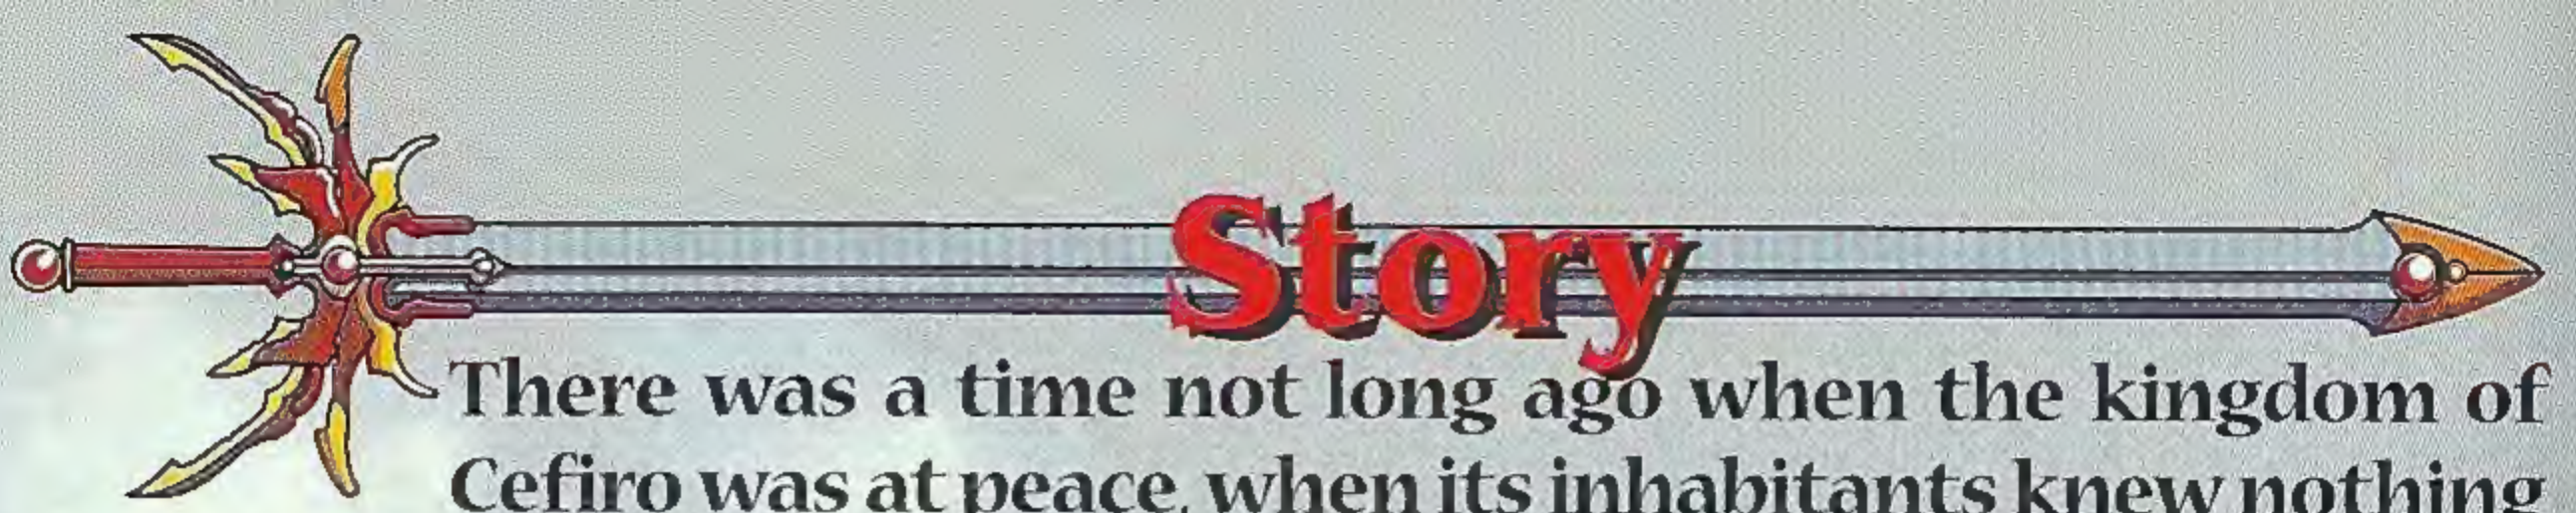 Story
There was a time not long ago when the kingdom of
Cefiro was at peace, when its inhabitants knew nothing